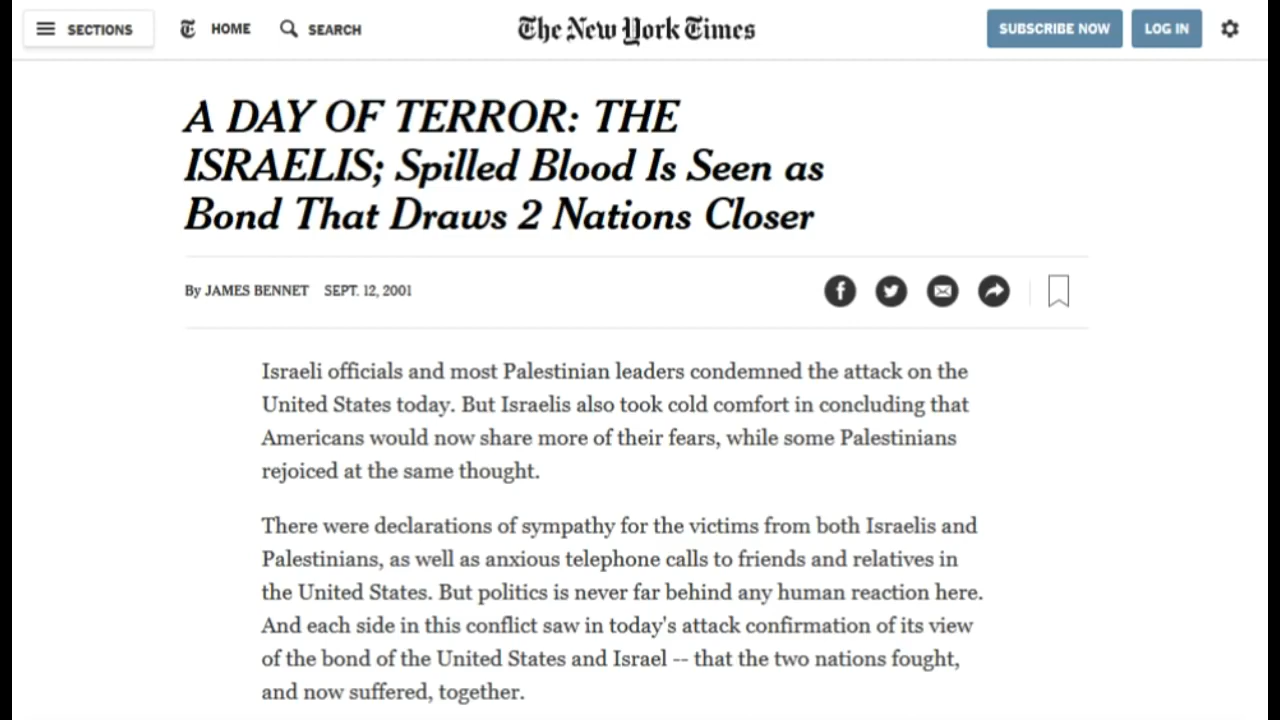 SECTIONS HOME SEARCH The New York Times SUBSCRIBE NOW LOG IN
A DAY OF TERROR: THE
ISRAELIS; Spilled Blood Is Seen as
Bond That Draws 2 Nations Closer
By JAMES BENNET SEPT. 12, 2001
Israeli officials and most Palestinian leaders condemned the attack on the
United States today. But Israelis also took cold comfort in concluding that
Americans would now share more of their fears, while some Palestinians
rejoiced at the same thought.
There were declarations of sympathy for the victims from both Israelis and
Palestinians, as well as anxious telephone calls to friends and relatives in
the United States. But politics is never far behind any human reaction here.
And each side in this conflict saw in today's attack confirmation of its view
of the bond of the United States and Israel -- that the two nations fought,
and now suffered, together.